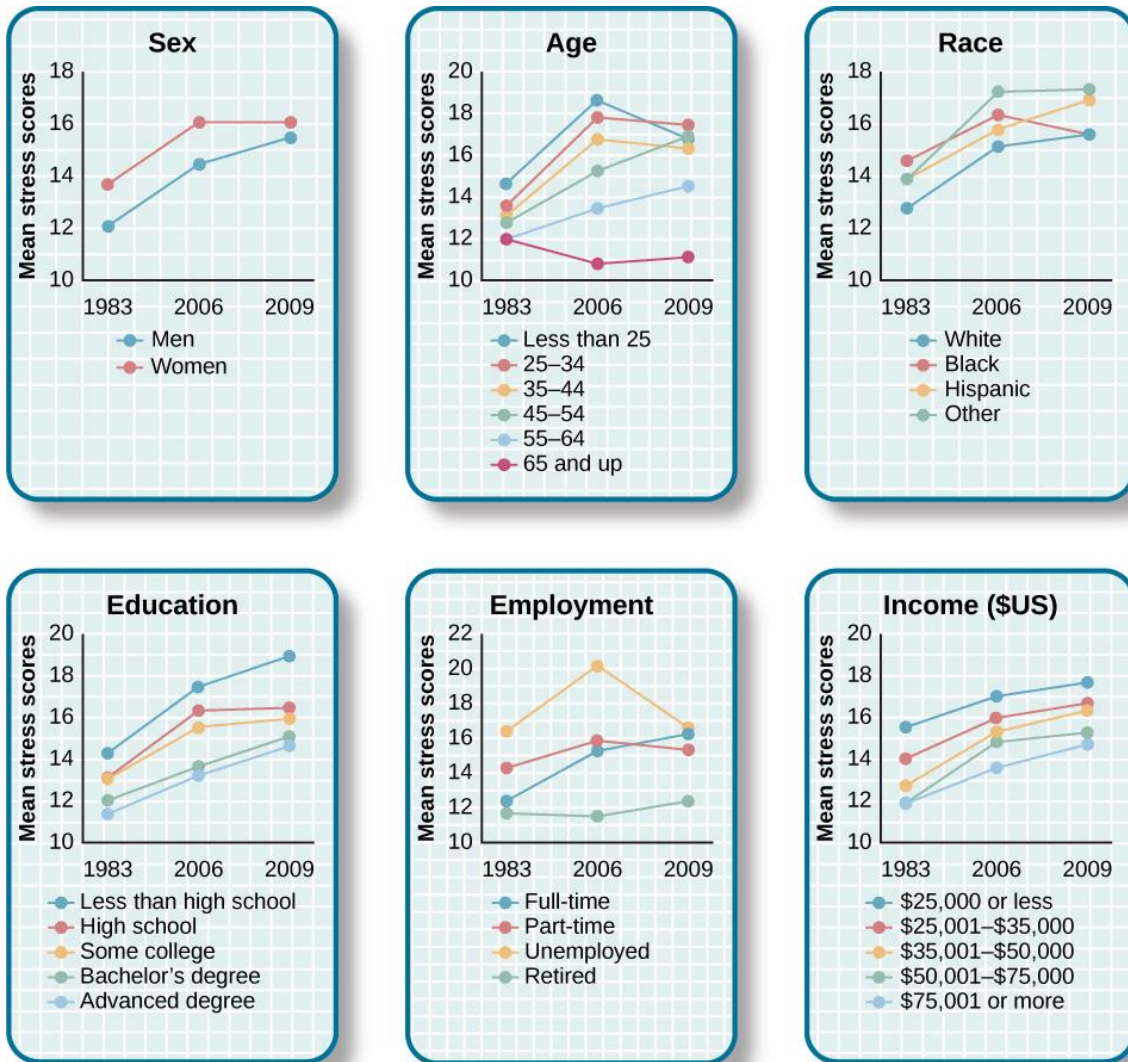 Sex
Mean stress scores
18
16
14
12
10
1983 2006 2009
Men
Women
Age
Mean stress scores
20
18
16
14
12
10
1983 2006 2009
Less than 25
25–34
35–44
45–54
55–64
65 and up
Race
Mean stress scores
18
16
14
12
10
1983 2006 2009
White
Black
Hispanic
Other
Education
Mean stress scores
20
18
16
14
12
10
1983 2006 2009
Less than high school
High school
Some college
Bachelor’s degree
Advanced degree
Employment
Mean stress scores
22
20
18
16
14
12
10
1983 2006 2009
Full-time
Part-time
Unemployed
Retired
Income ($US)
Mean stress scores
20
18
16
14
12
10
1983 2006 2009
$25,000 or less
$25,001–$35,000
$35,001–$50,000
$50,001–$75,000
$75,001 or more